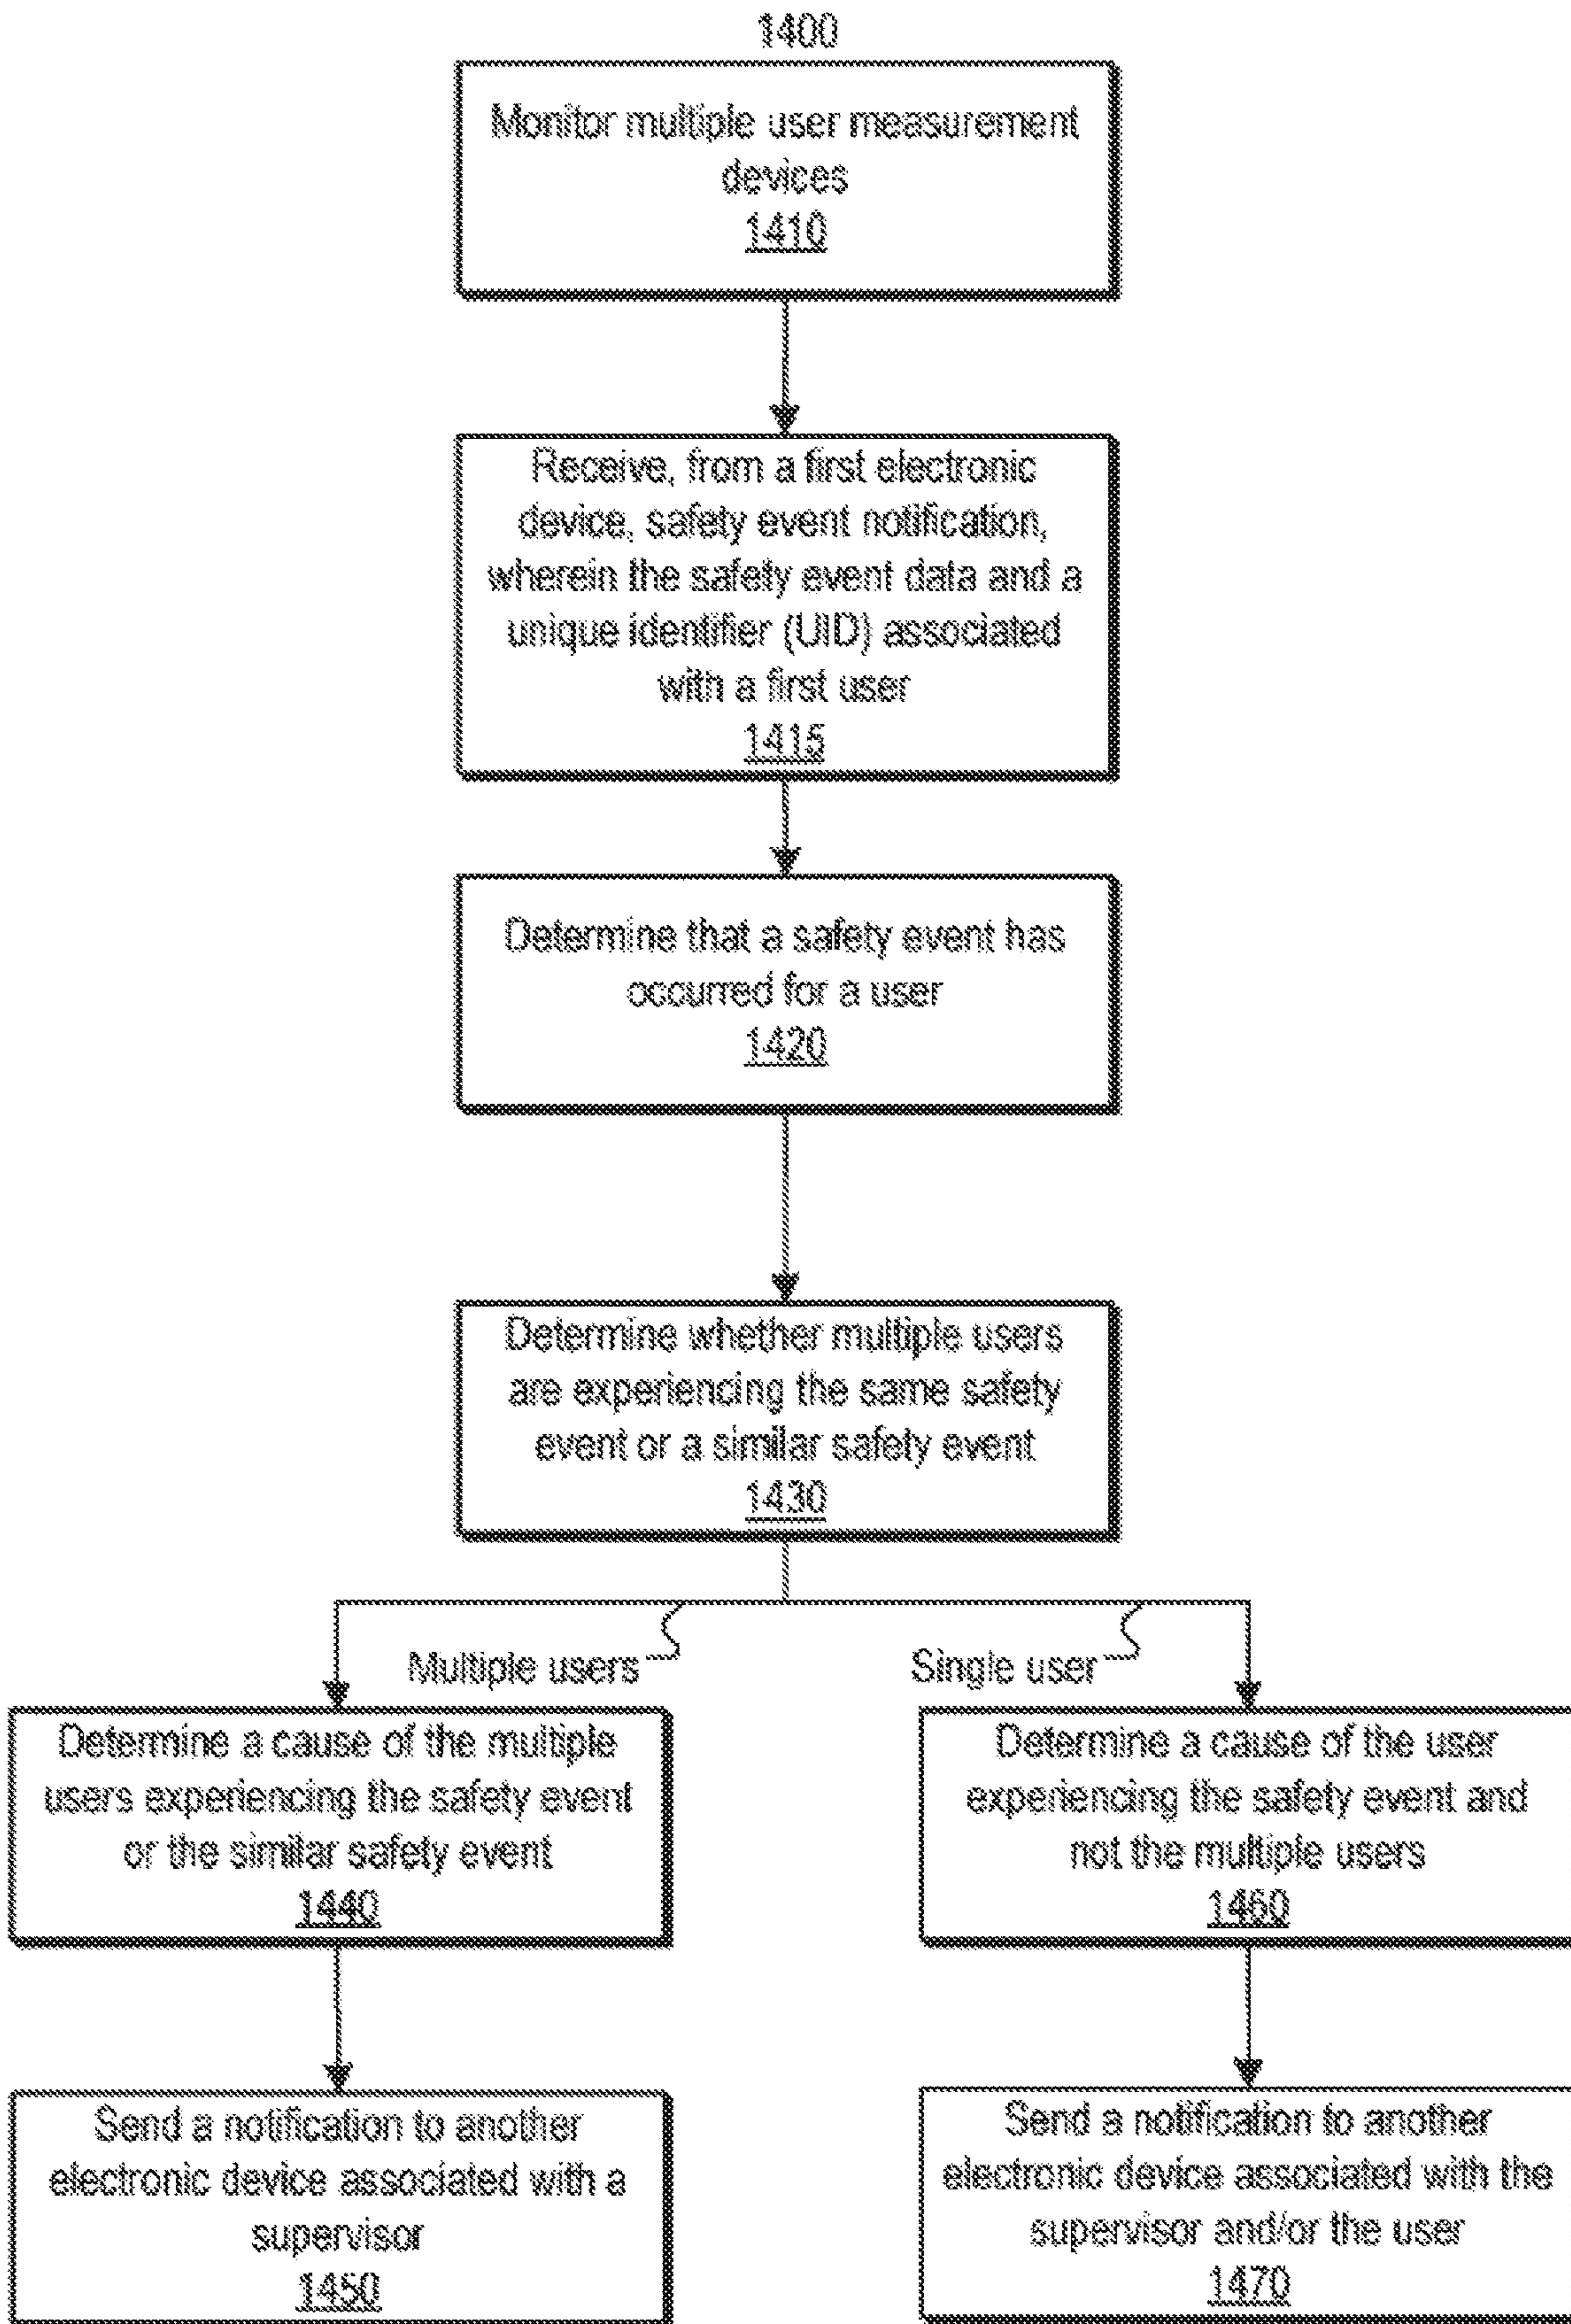 1400
Monitor multiple user measurement
devices
1410
Receive, from a first electronic
device, safety event notification,
wherein the safety event data and a
unique identifier (UID) associated
with a first user
1415
Determine that a safety event has
occurred for a user
1420
Determine whether multiple users
are experiencing the same safety
event or a similar safety event
1430
Multiple users
Single user
Determine a cause of the multiple
users experiencing the safety event
or the similar safety event
1440
Determine a cause of the user
experiencing the safety event and
not the multiple users
1460
Send a notification to another
electronic device associated with a
supervisor
1450
Send a notification to another
electronic device associated with the
supervisor and/or the user
1470